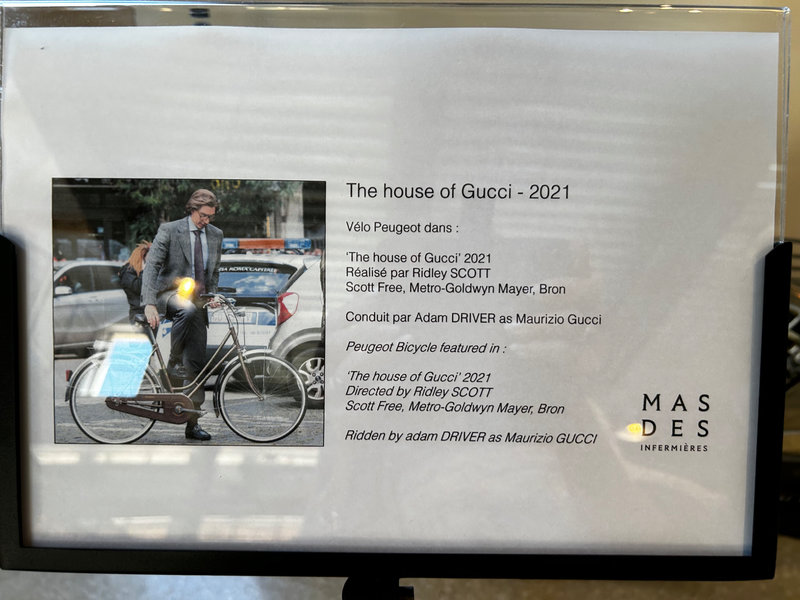 The house of Gucci - 2021
Vélo Peugeot dans :
'The house of Gucci' 2021
Réalisé par Ridley SCOTT
Scott Free, Metro-Goldwyn Mayer, Bron
Conduit par Adam DRIVER as Maurizio Gucci
Peugeot Bicycle featured in :
'The house of Gucci' 2021
Directed by Ridley SCOTT
Scott Free, Metro-Goldwyn Mayer, Bron
Ridden by adam DRIVER as Maurizio GUCCI
MAS
DES
INFERMIÈRES
ROMA CAPITALE